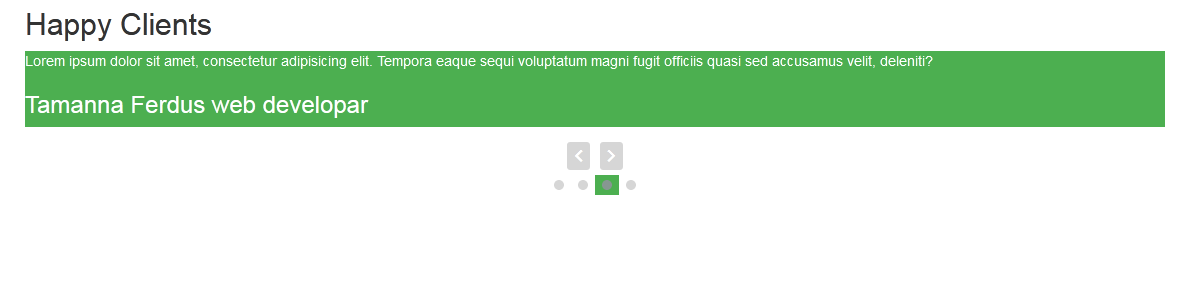 Happy Clients
Lorem ipsum dolor sit amet, consectetur adipisicing elit. Tempora eaque sequi voluptatum magni fugit officiis quasi sed accusamus velit, deleniti?
Tamanna Ferdus web developar